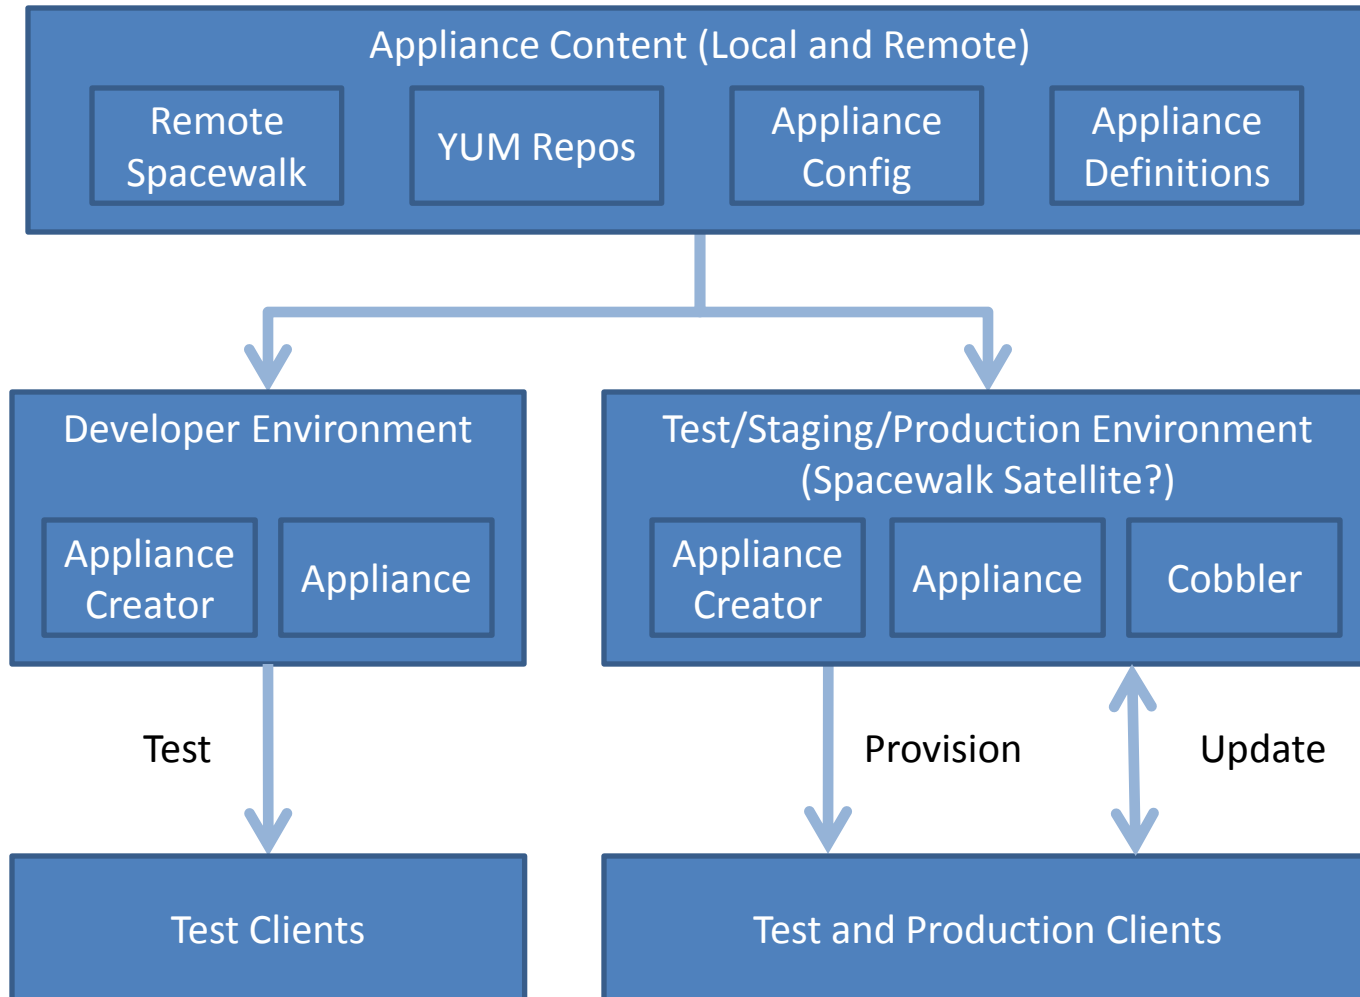 Appliance Content (Local and Remote)
Remote
Spacewalk
YUM Repos
Appliance
Config
Appliance
Definitions
Developer Environment
Appliance
Creator
Appliance
Test/Staging/Production Environment
(Spacewalk Satellite?)
Appliance
Creator
Appliance
Cobbler
Test
Provision
Update
Test Clients
Test and Production Clients